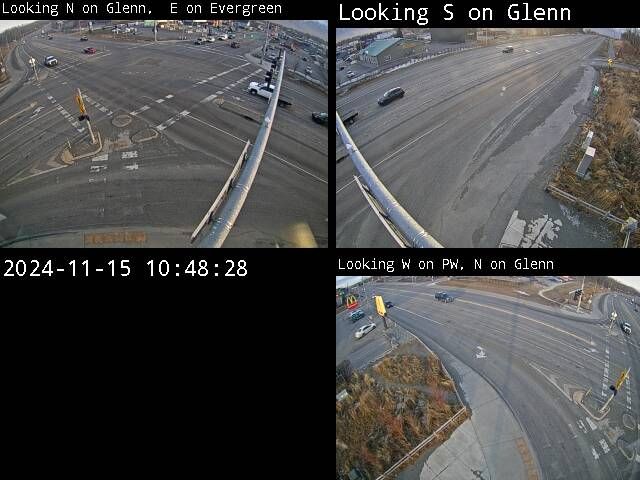 Looking N on Glenn,  E on Evergreen
Looking S on Glenn
2024-11-15 10:48:28
Looking W on PW, N on Glenn